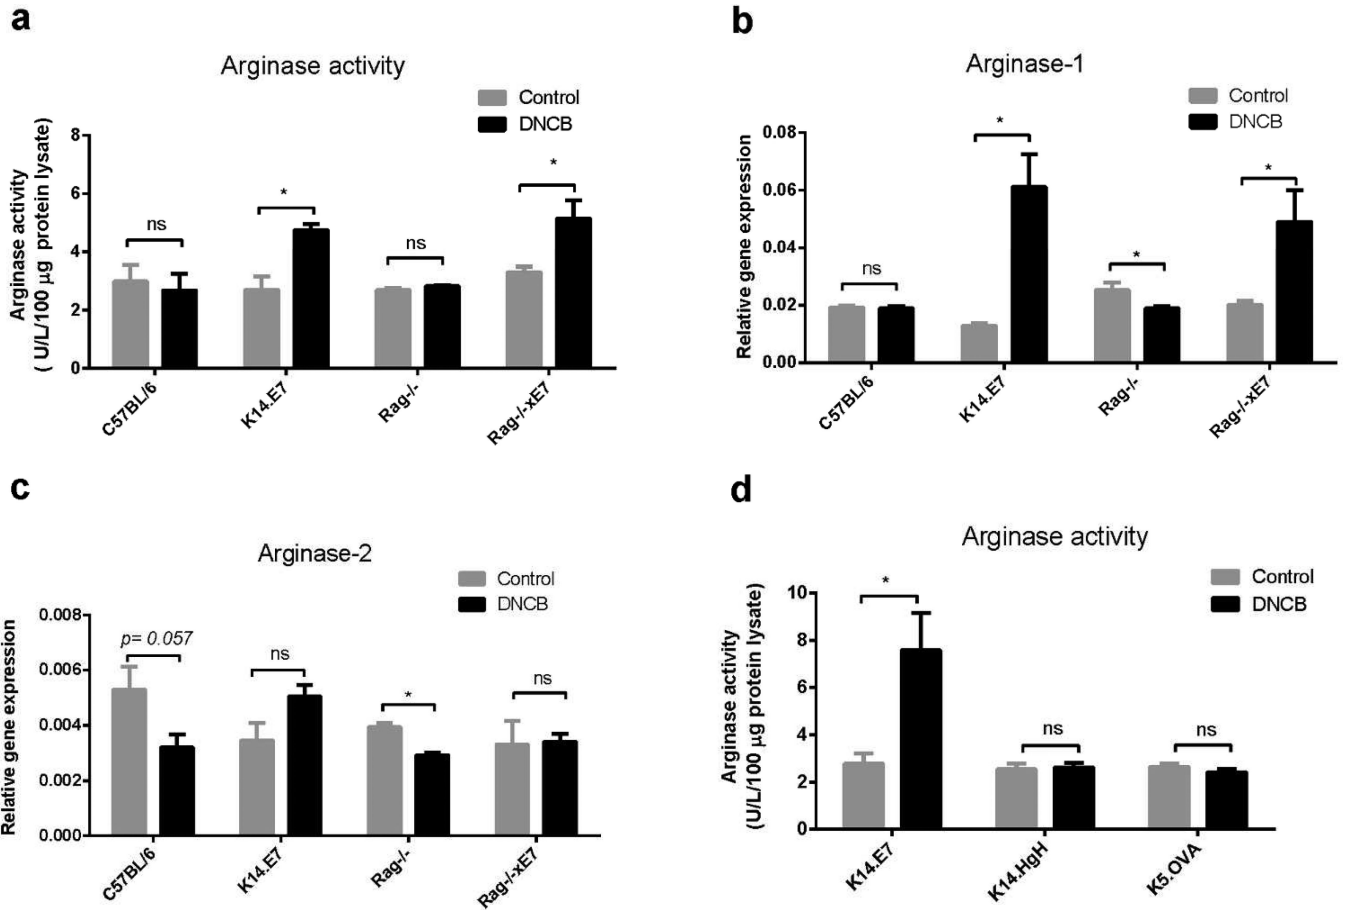 a
Arginase activity
Control
DNCB
Arginase activity
( U/L/100 µg protein lysate)
8
6
4
2
0
ns
*
ns
*
C57BL/6
K14.E7
Rag-/-
Rag-/-xE7
b
Arginase-1
Control
DNCB
Relative gene expression
0.08
0.06
0.04
0.02
0.00
ns
*
*
*
C57BL/6
K14.E7
Rag-/-
Rag-/-xE7
c
Arginase-2
Control
DNCB
Relative gene expression
0.008
0.006
0.004
0.002
0.000
p= 0.057
ns
*
ns
C57BL/6
K14.E7
Rag-/-
Rag-/-xE7
d
Arginase activity
Control
DNCB
Arginase activity
(U/L/100 µg protein lysate)
10
8
6
4
2
0
*
ns
ns
K14.E7
K14.HgH
K5.OVA